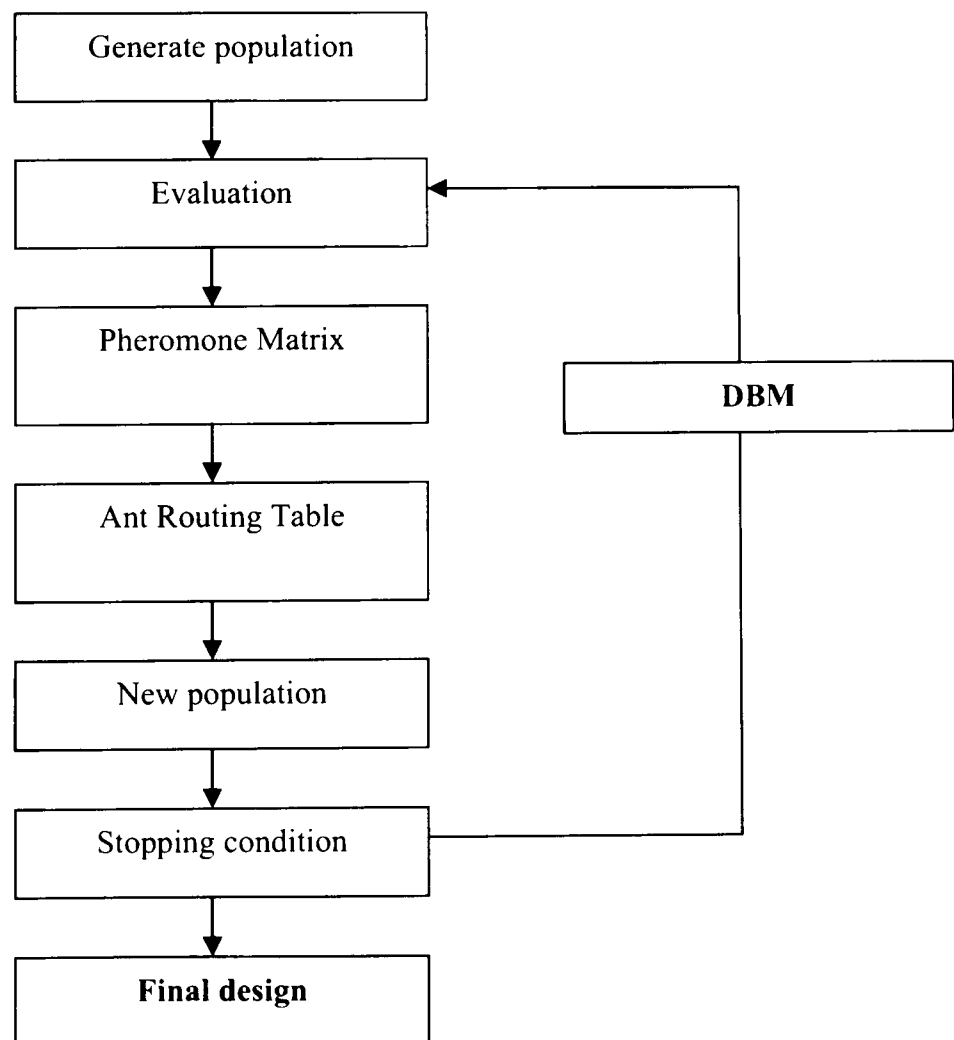 Generate population
Evaluation
Pheromone Matrix
DBM
Ant Routing Table
New population
Stopping condition
Final design